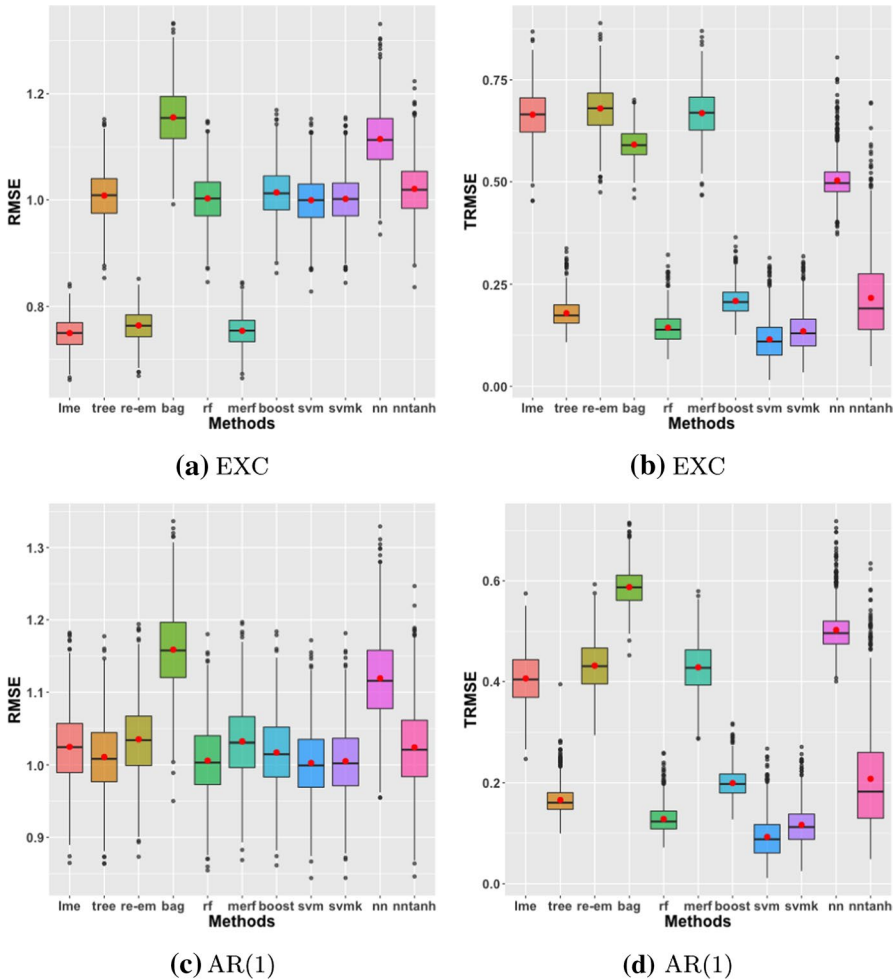 RMSE
1.2
1.0
0.8
lme tree re-em bag rf merf boost svm svmk nn nntanh
Methods
(a) EXC
TRMSE
0.75
0.50
0.25
0.00
lme tree re-em bag rf merf boost svm svmk nn nntanh
Methods
(b) EXC
RMSE
1.3
1.2
1.1
1.0
0.9
lme tree re-em bag rf merf boost svm svmk nn nntanh
Methods
(c) AR(1)
TRMSE
0.6
0.4
0.2
0.0
lme tree re-em bag rf merf boost svm svmk nn nntanh
Methods
(d) AR(1)